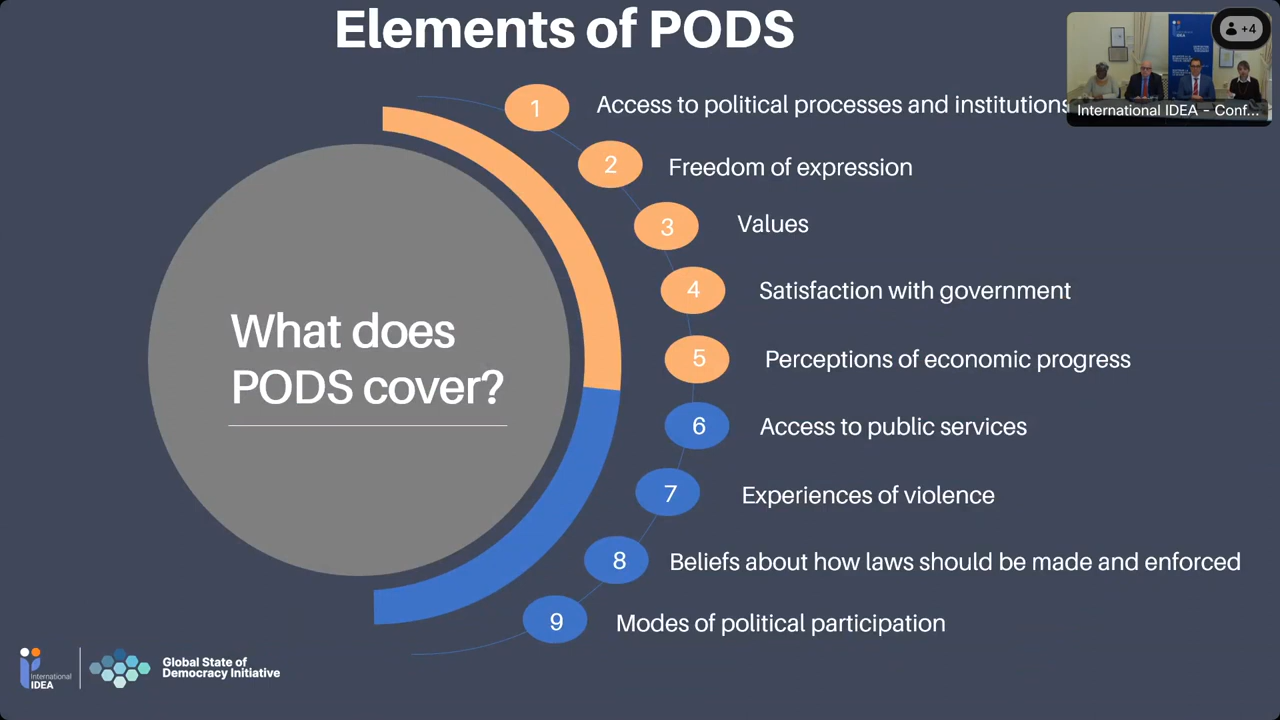 Elements of PODS
+4
International IDEA – Conf...
1
Access to political processes and institutions
2
Freedom of expression
3
Values
4
Satisfaction with government
5
Perceptions of economic progress
6
Access to public services
7
Experiences of violence
8
Beliefs about how laws should be made and enforced
9
Modes of political participation
What does
PODS cover?
International
IDEA
Global State of
Democracy Initiative